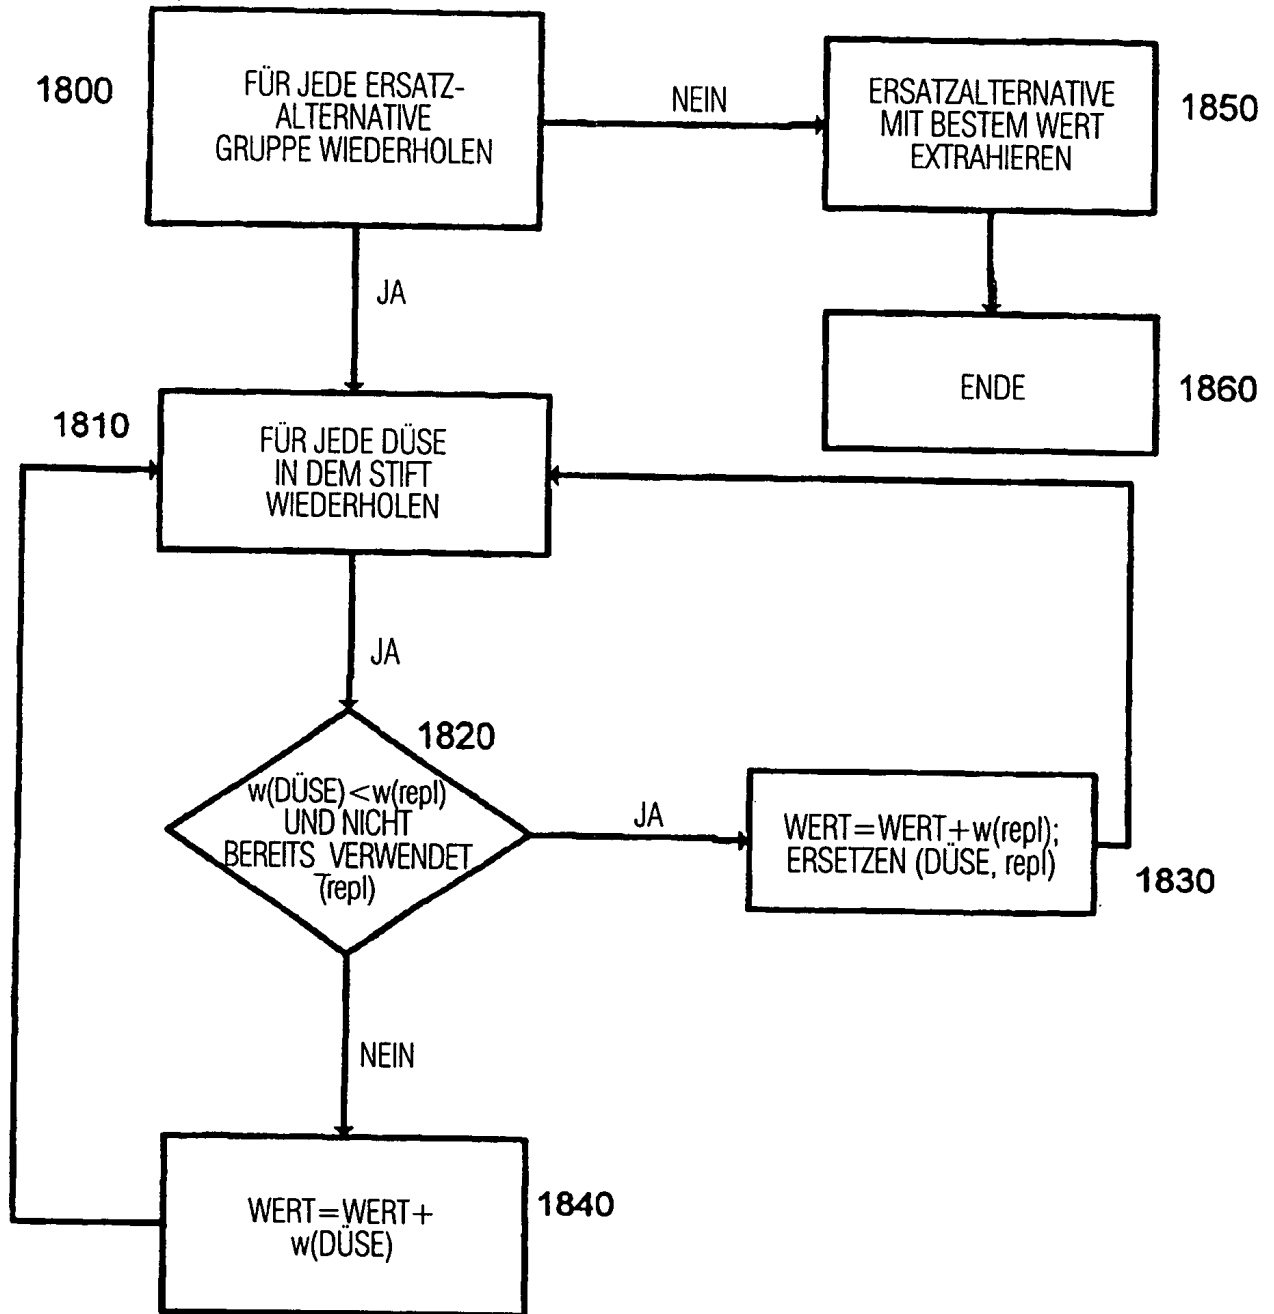 1800
FÜR JEDE ERSATZ-
ALTERNATIVE
GRUPPE WIEDERHOLEN
NEIN
ERSATZALTERNATIVE
MIT BESTEM WERT
EXTRAHIEREN
1850
JA
ENDE
1860
1810
FÜR JEDE DÜSE
IN DEM STIFT
WIEDERHOLEN
JA
1820
w(DÜSE)<w(repl)
UND NICHT
BEREITS VERWENDET
(repl)
JA
WERT=WERT+w(repl);
ERSETZEN (DÜSE, repl)
1830
NEIN
WERT=WERT+
w(DÜSE)
1840